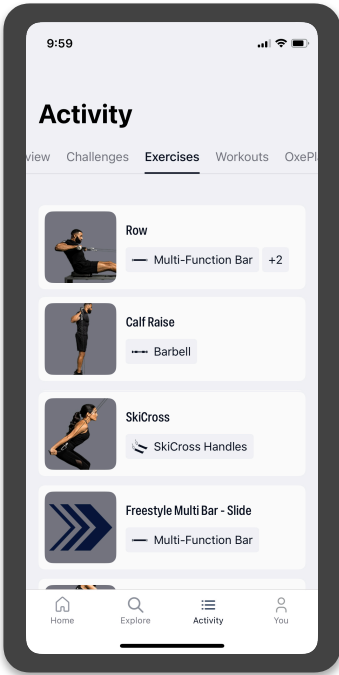 9:59
Activity
view Challenges Exercises Workouts OxePl
Row
Multi-Function Bar +2
Calf Raise
Barbell
SkiCross
SkiCross Handles
Freestyle Multi Bar - Slide
Multi-Function Bar
Home Explore Activity You